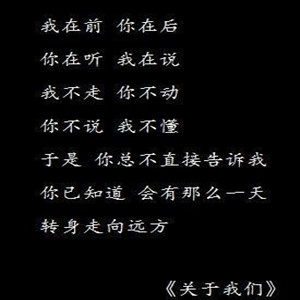 我在前 你在后
你在听 我在说
我不走 你不动
你不说 我不懂
于是 你总不直接告诉我
你已知道 会有那么一天
转身走向远方
《关于我们》